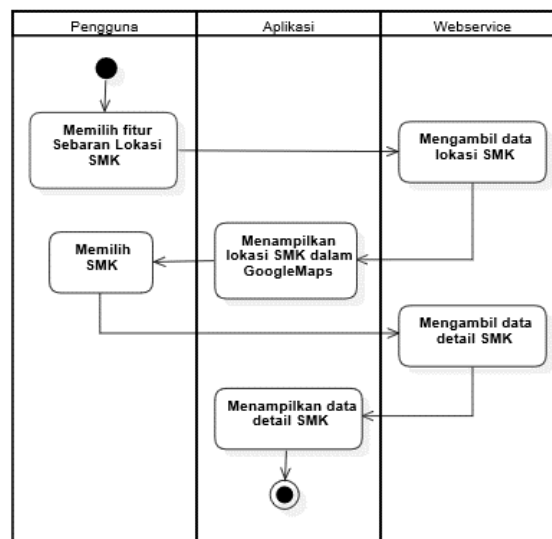 Pengguna
Aplikasi
Webservice
Memilih fitur
Sebaran Lokasi
SMK
Mengambil data
lokasi SMK
Menampilkan
lokasi SMK dalam
GoogleMaps
Memilih
SMK
Mengambil data
detail SMK
Menampilkan data
detail SMK